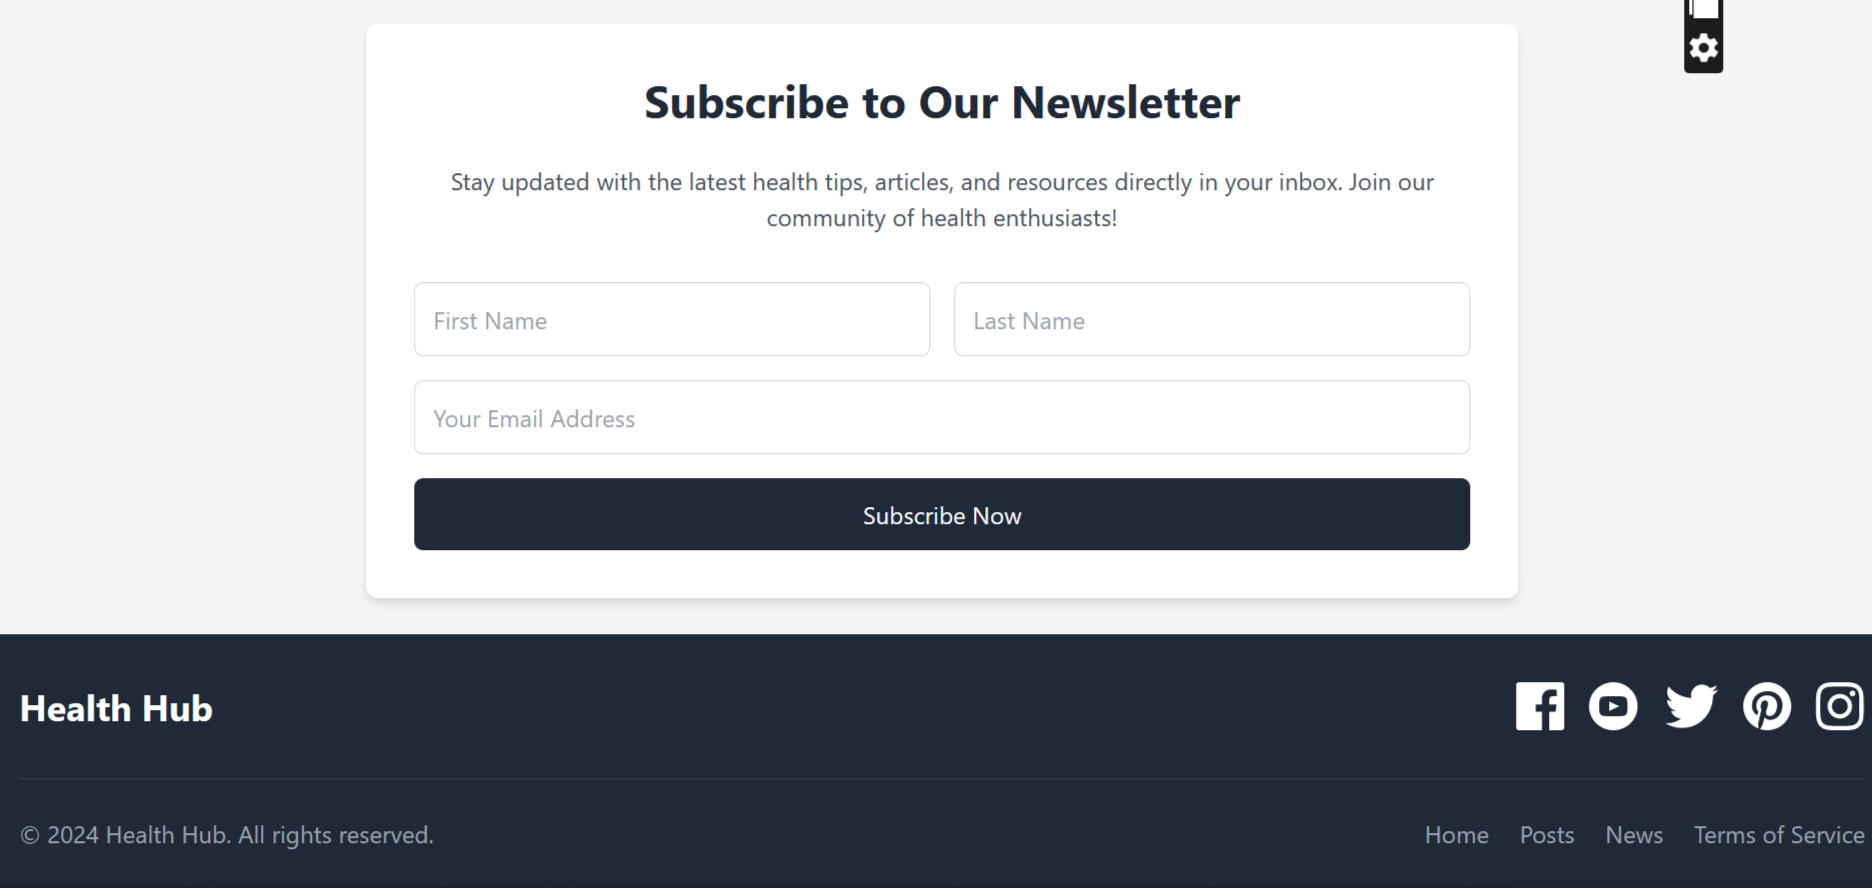 Subscribe to Our Newsletter
Stay updated with the latest health tips, articles, and resources directly in your inbox. Join our
community of health enthusiasts!
First Name
Last Name
Your Email Address
Subscribe Now
Health Hub
© 2024 Health Hub. All rights reserved.
Home Posts News Terms of Service